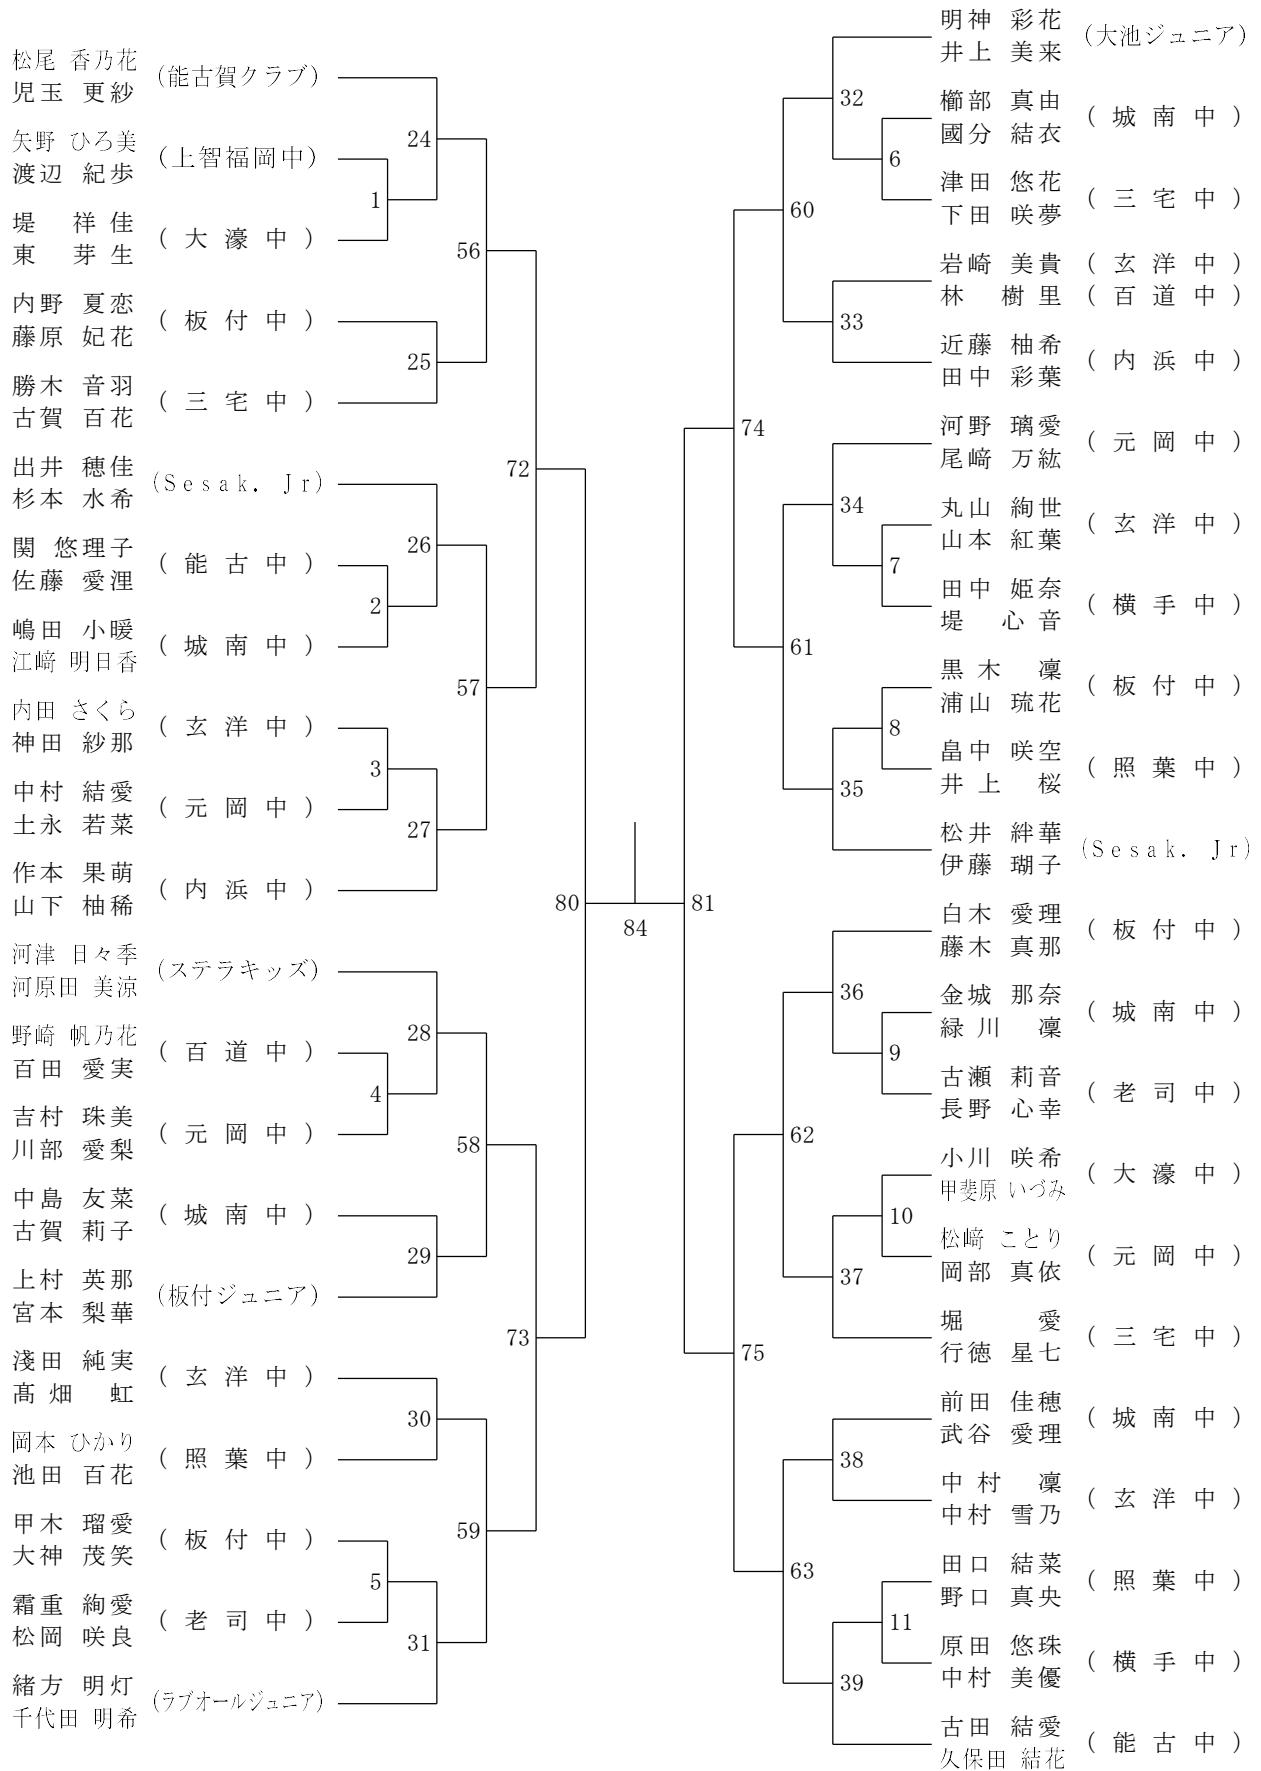 松尾 香乃花
児玉 更紗
(能古賀クラブ)
矢野 ひろ美
渡辺 紀歩
(上智福岡中)
堤 祥佳
東 芽生
(大濠中)
内野 夏恋
藤原 妃花
(板付中)
勝木 音羽
古賀 百花
(三宅中)
出井 穂佳
杉本 水希
(Sesak. Jr)
関 悠理子
佐藤 愛浬
(能古中)
嶋田 小暖
江﨑 明日香
(城南中)
内田 さくら
神田 紗那
(玄洋中)
中村 結愛
土永 若菜
(元岡中)
作本 果萌
山下 柚稀
(内浜中)
河津 日々季
河原田 美涼
(ステラキッズ)
野崎 帆乃花
百田 愛実
(百道中)
吉村 珠美
川部 愛梨
(元岡中)
中島 友菜
古賀 莉子
(城南中)
上村 英那
宮本 梨華
(板付ジュニア)
淺田 純実
髙畑 虹
(玄洋中)
岡本 ひかり
池田 百花
(照葉中)
甲木 瑠愛
大神 茂笑
(板付中)
霜重 絢愛
松岡 咲良
(老司中)
緒方 明灯
千代田 明希
(ラブオールジュニア)
1
2
3
4
5
24
25
26
27
28
29
30
31
56
57
58
59
72
73
80
84
81
74
75
60
61
62
63
32
33
34
35
36
37
38
39
6
7
8
9
10
11
明神 彩花
井上 美来
(大池ジュニア)
櫛部 真由
國分 結衣
(城南中)
津田 悠花
下田 咲夢
(三宅中)
岩崎 美貴 (玄洋中)
林 樹里 (百道中)
近藤 柚希
田中 彩葉
(内浜中)
河野 璃愛
尾﨑 万紘
(元岡中)
丸山 絢世
山本 紅葉
(玄洋中)
田中 姫奈
堤 心音
(横手中)
黒木 凜
浦山 琉花
(板付中)
畠中 咲空
井上 桜
(照葉中)
松井 絆華
伊藤 瑚子
(Sesak. Jr)
白木 愛理
藤木 真那
(板付中)
金城 那奈
緑川 凜
(城南中)
古瀬 莉音
長野 心幸
(老司中)
小川 咲希
甲斐原 いづみ
(大濠中)
松﨑 ことり
岡部 真依
(元岡中)
堀 愛
行徳 星七
(三宅中)
前田 佳穂
武谷 愛理
(城南中)
中村 凜
中村 雪乃
(玄洋中)
田口 結菜
野口 真央
(照葉中)
原田 悠珠
中村 美優
(横手中)
古田 結愛
久保田 結花
(能古中)